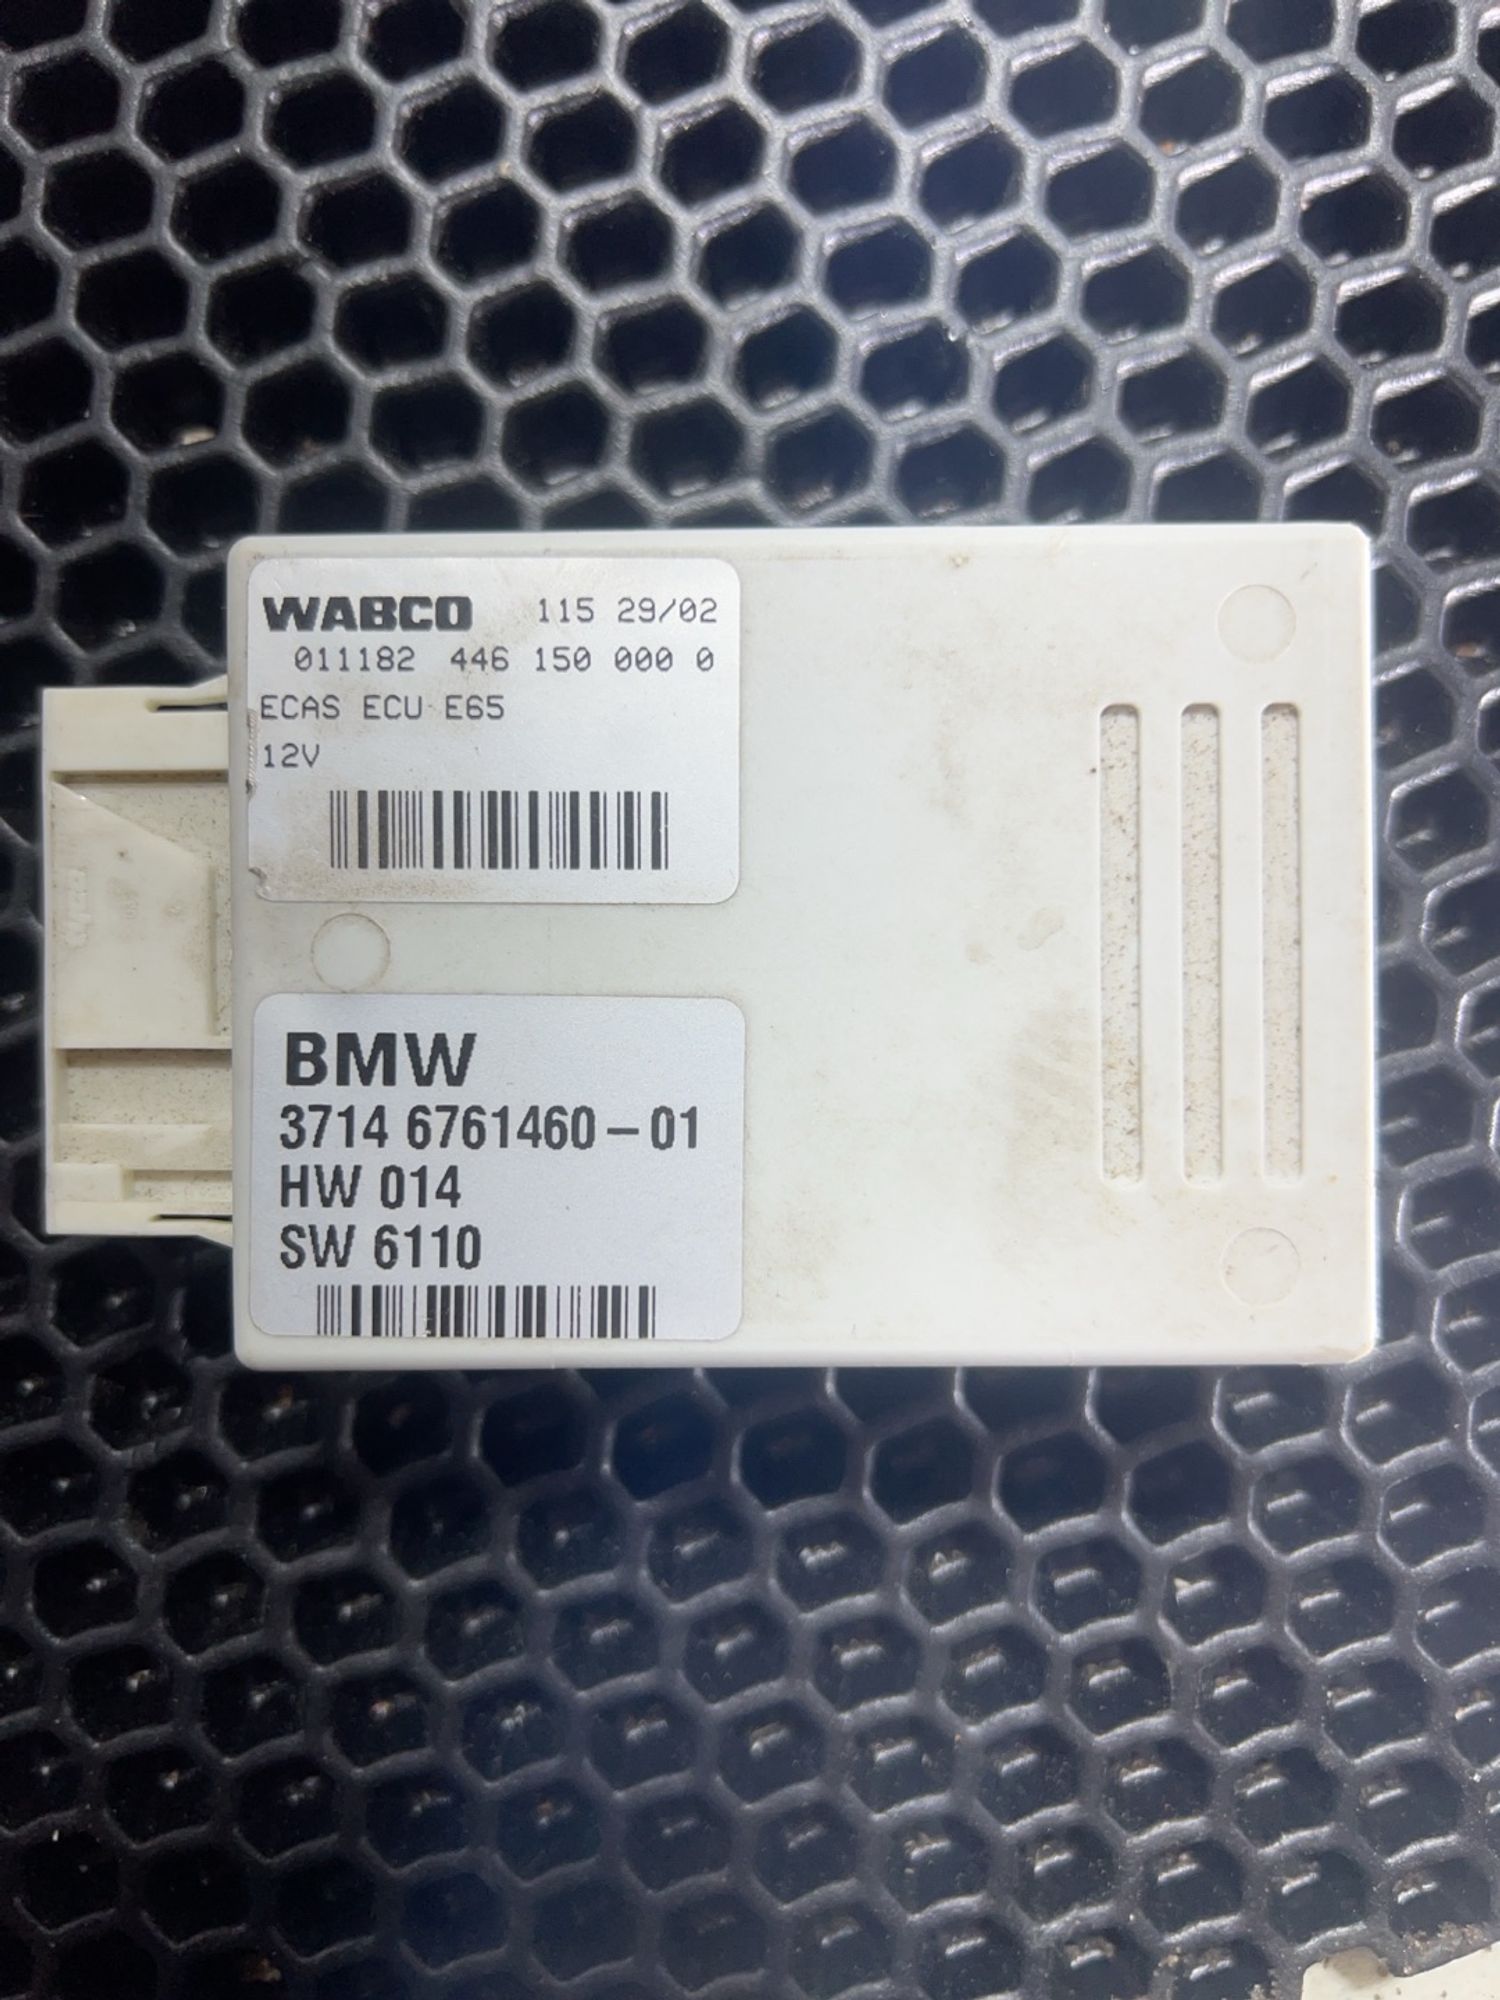 WABCO 115 29/02
011182 446 150 000 0
ECAS ECU E65
12V
BMW
3714 6761460-01
HW 014
SW 6110